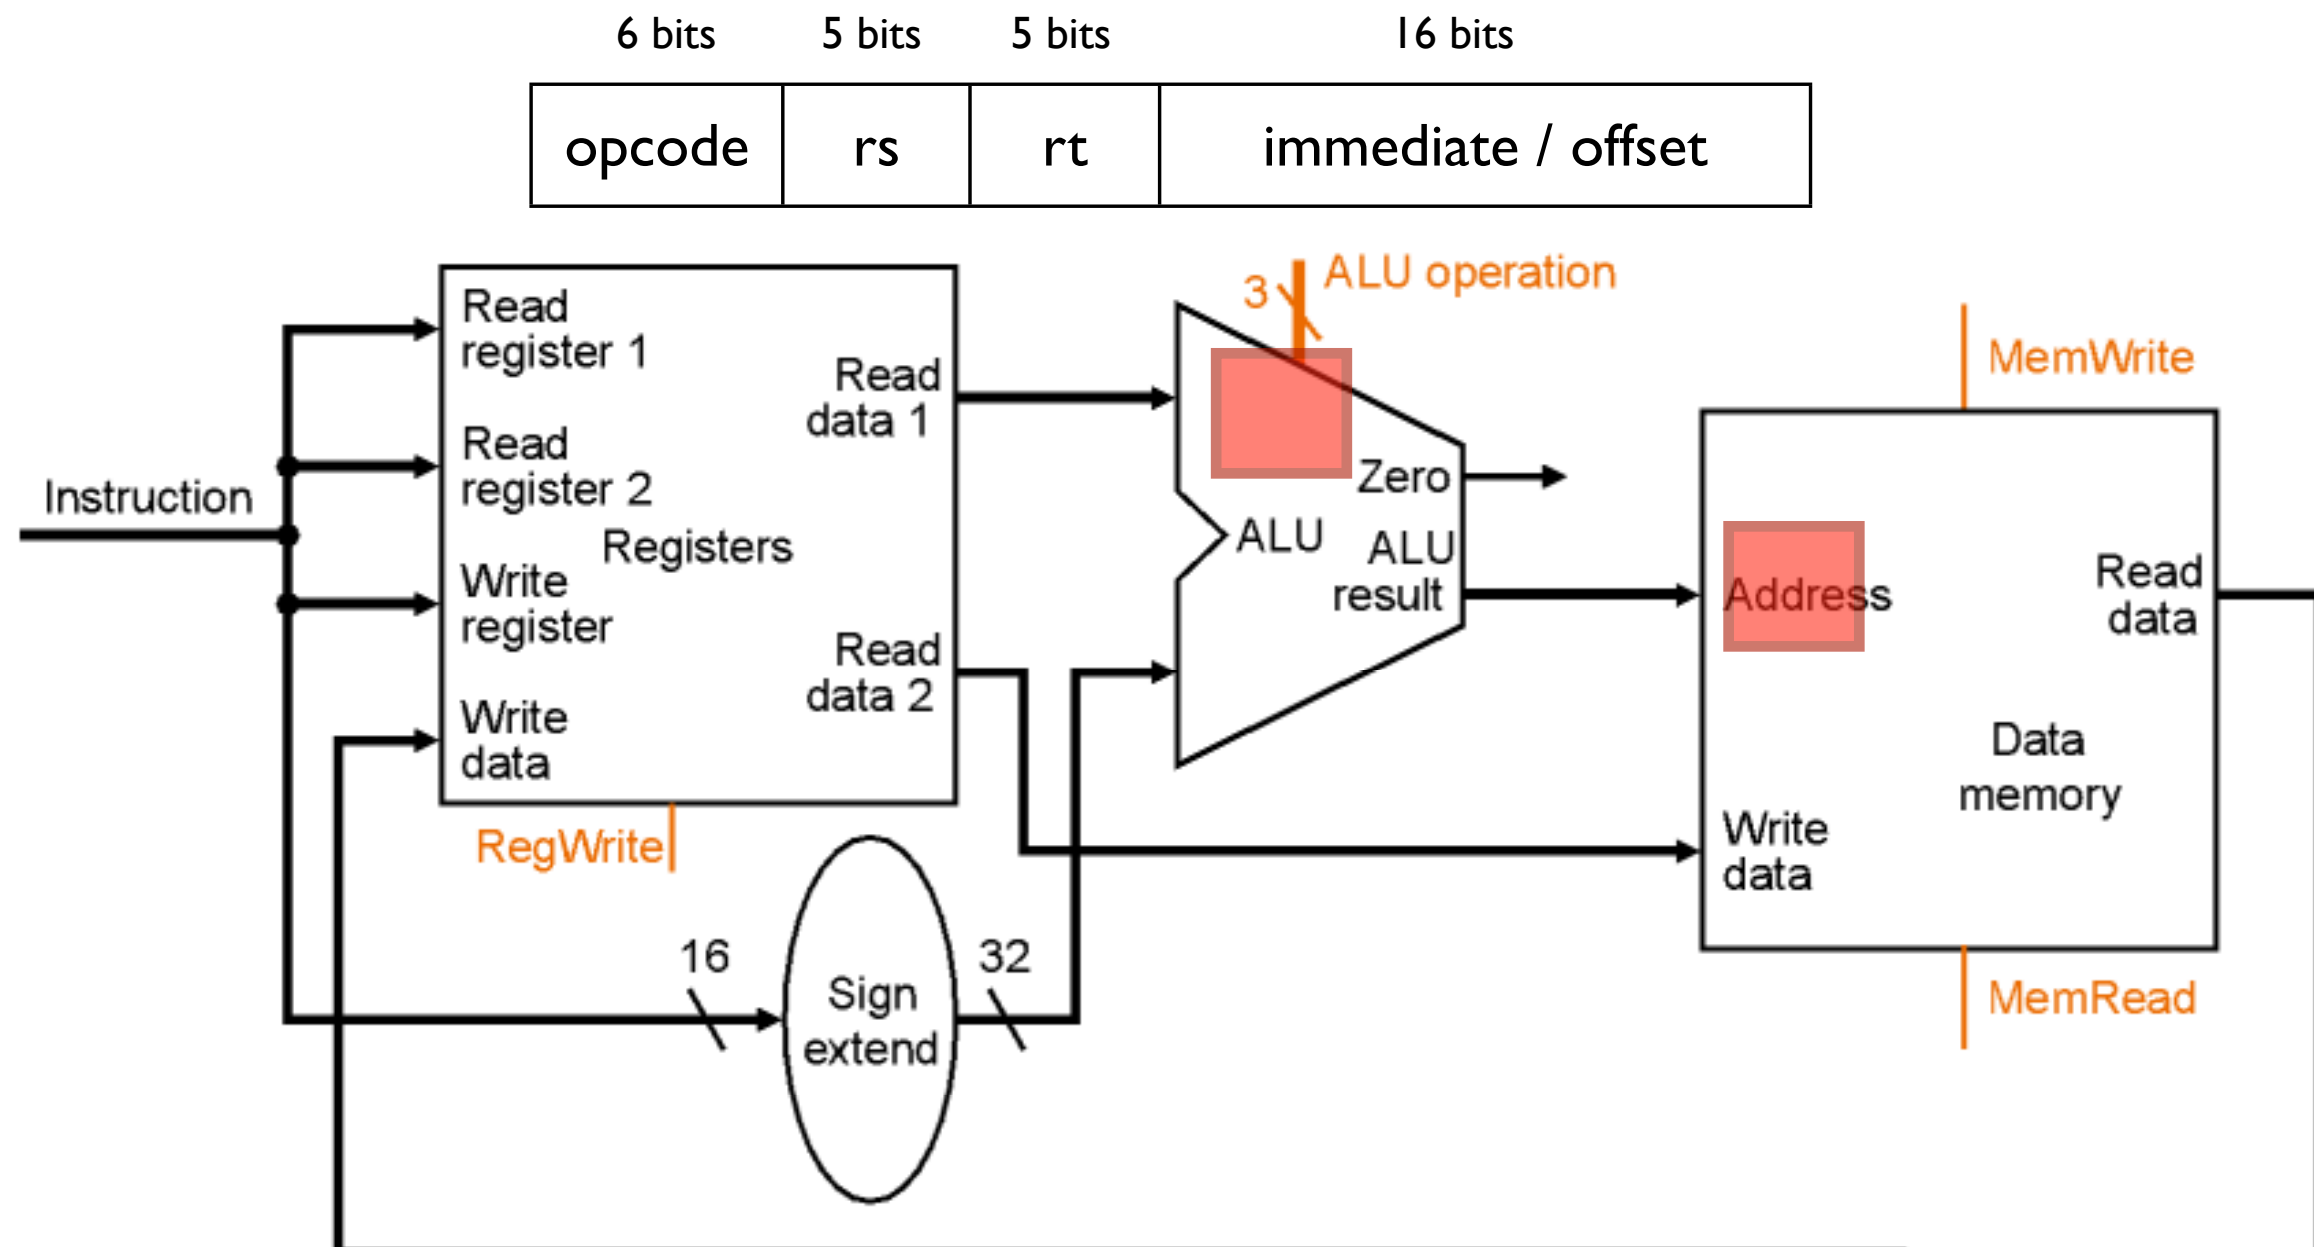 6 bits 5 bits 5 bits 16 bits
opcode rs rt immediate / offset
3 ALU operation
Read
register 1
Read
data 1
MemWrite
Read
register 2
Zero
Instruction
Registers
ALU
ALU
result
Address
Read
data
Write
register
Read
data 2
Write
data
Data
memory
RegWrite
Write
data
16
32
Sign
extend
MemRead